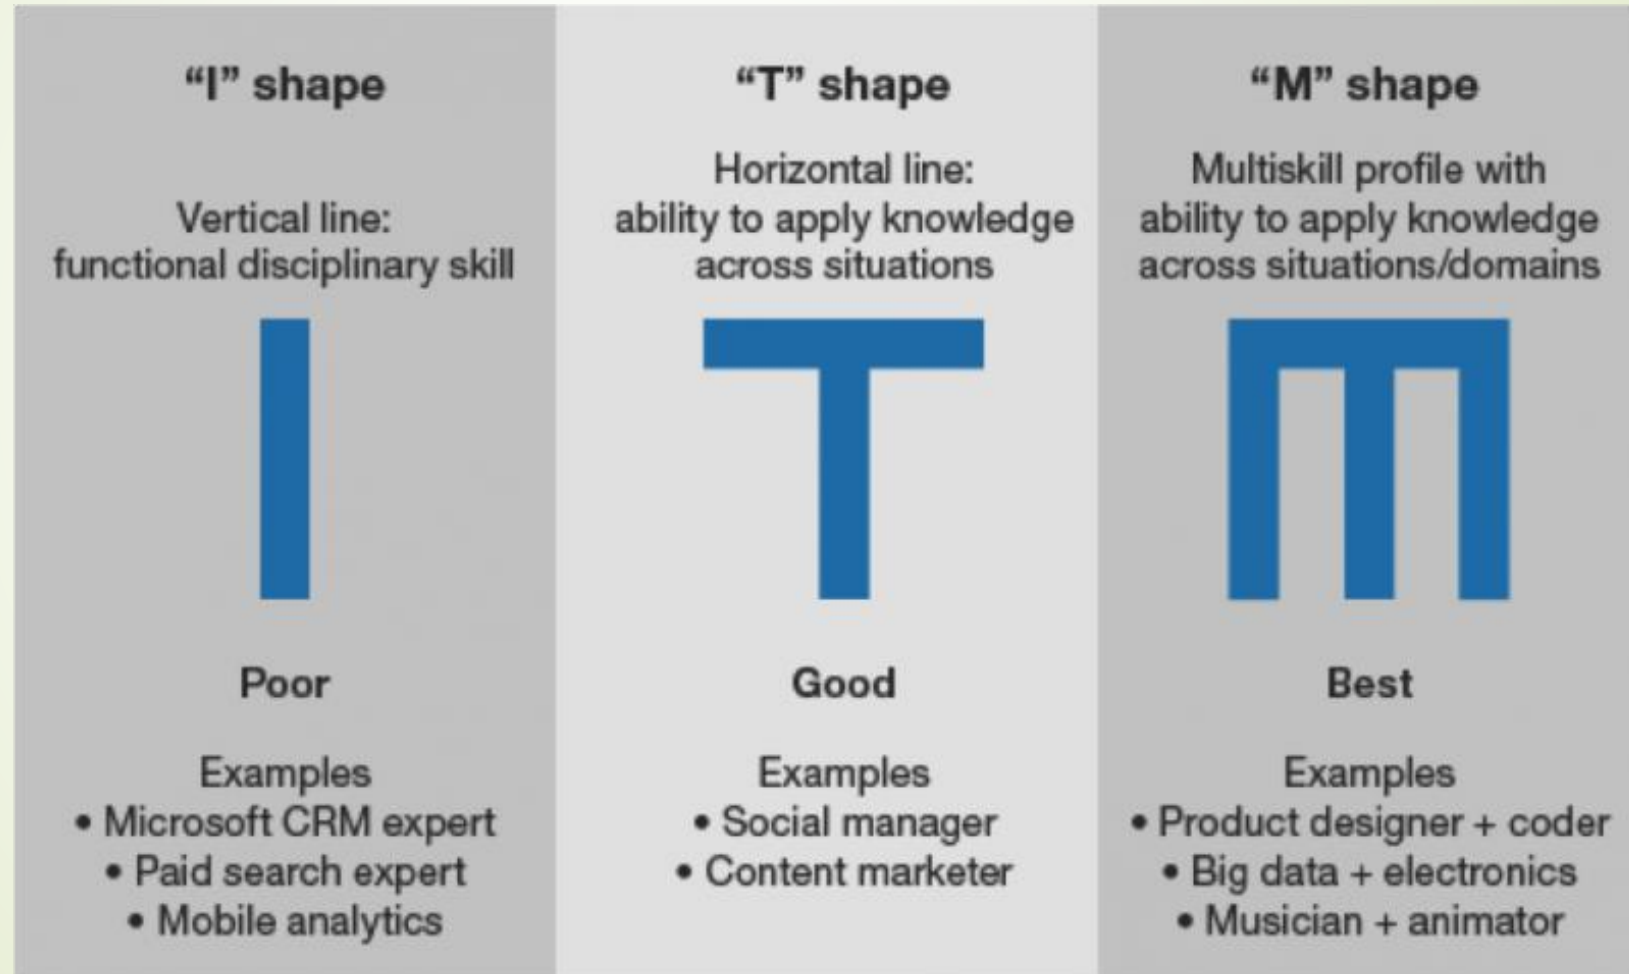 “I” shape
Vertical line:
functional disciplinary skill
Poor
Examples
• Microsoft CRM expert
• Paid search expert
• Mobile analytics
“T” shape
Horizontal line:
ability to apply knowledge
across situations
Good
Examples
• Social manager
• Content marketer
“M” shape
Multiskill profile with
ability to apply knowledge
across situations/domains
Best
Examples
• Product designer + coder
• Big data + electronics
• Musician + animator